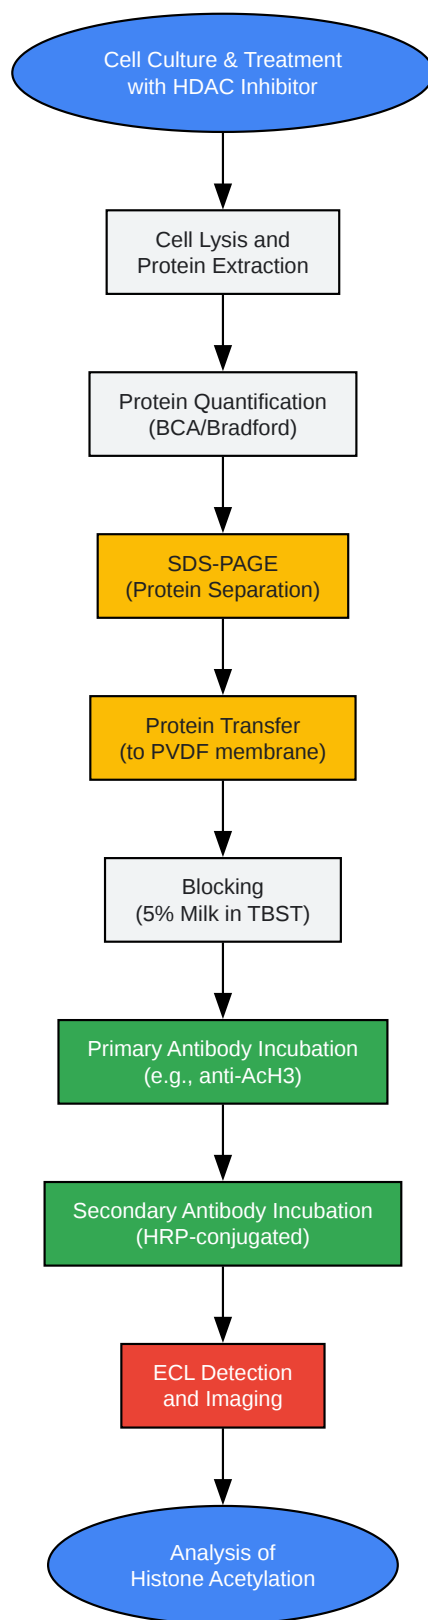 Cell Culture & Treatment
with HDAC Inhibitor
Cell Lysis and
Protein Extraction
Protein Quantification
(BCA/Bradford)
SDS-PAGE
(Protein Separation)
Protein Transfer
(to PVDF membrane)
Blocking
(5% Milk in TBST)
Primary Antibody Incubation
(e.g., anti-AcH3)
Secondary Antibody Incubation
(HRP-conjugated)
ECL Detection
and Imaging
Analysis of
Histone Acetylation